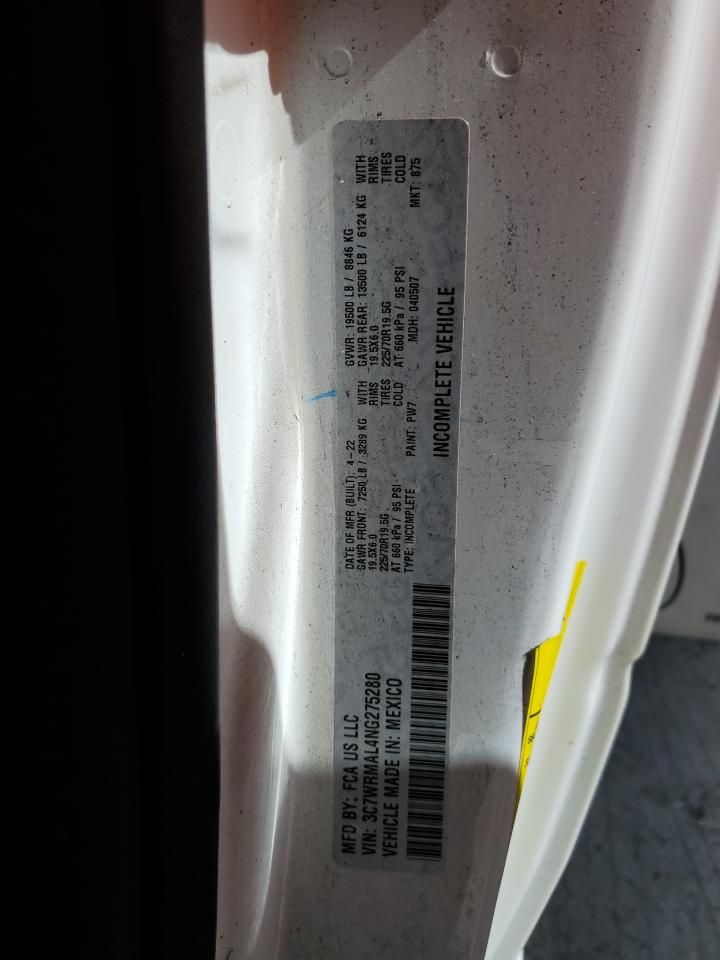 MFD BY: FCA US LLC
VIN: 3C7WRMAL4NG275280
VEHICLE MADE IN: MEXICO
DATE OF MFR (BUILT): 4-22 GVWR: 19500 LB / 8846 KG
GAWR FRONT: 7250 LB / 3289 KG WITH GAWR REAR: 13500 LB / 6124 KG WITH
19.5X6.0 RIMS 19.5X6.0 RIMS
225/70R19.5G TIRES 225/70R19.5G TIRES
AT 660 kPa / 95 PSI COLD AT 660 kPa / 95 PSI COLD
TYPE: INCOMPLETE PAINT: PW7 MDH: 040507 MKT: 875
INCOMPLETE VEHICLE